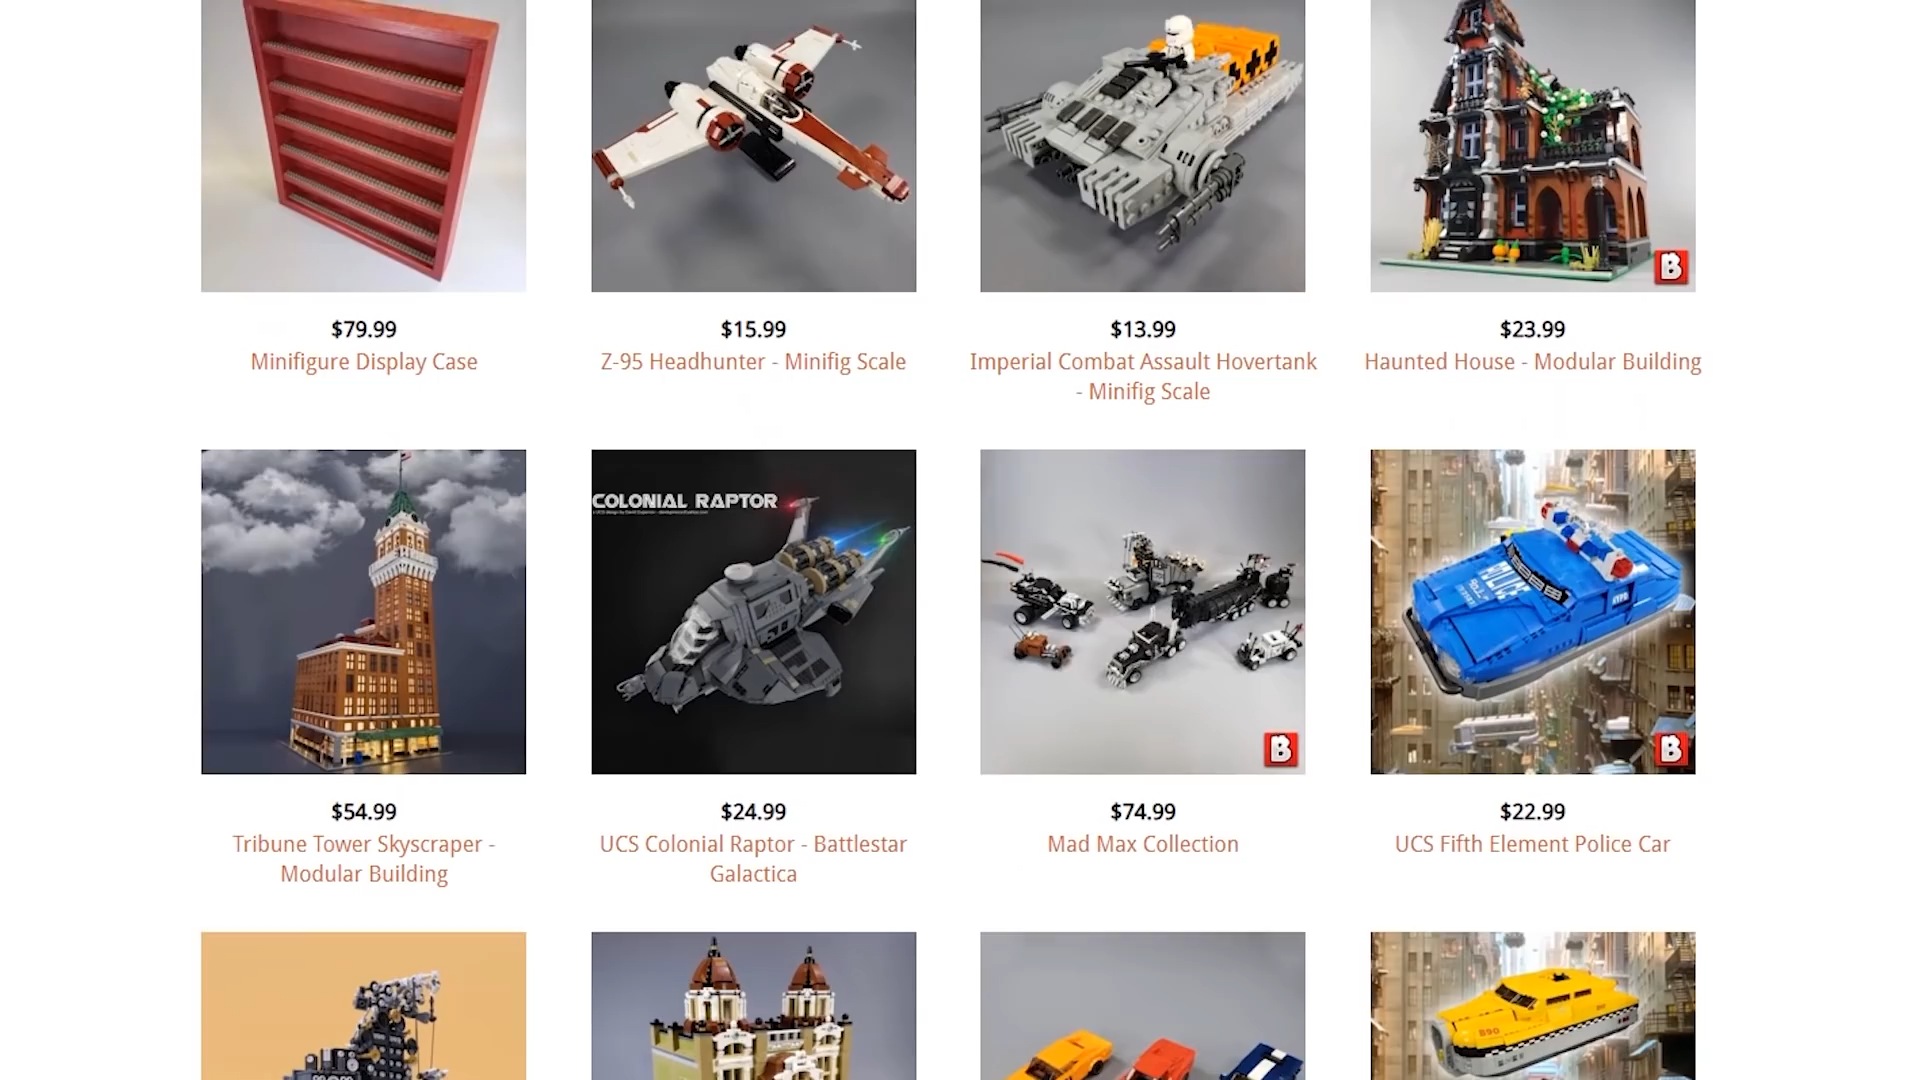 $79.99
Minifigure Display Case
$15.99
Z-95 Headhunter - Minifig Scale
$13.99
Imperial Combat Assault Hovertank
- Minifig Scale
B
$23.99
Haunted House - Modular Building
$54.99
Tribune Tower Skyscraper -
Modular Building
COLONIAL RAPTOR
$24.99
UCS Colonial Raptor - Battlestar
Galactica
B
$74.99
Mad Max Collection
POLICE
NYPD
B
$22.99
UCS Fifth Element Police Car